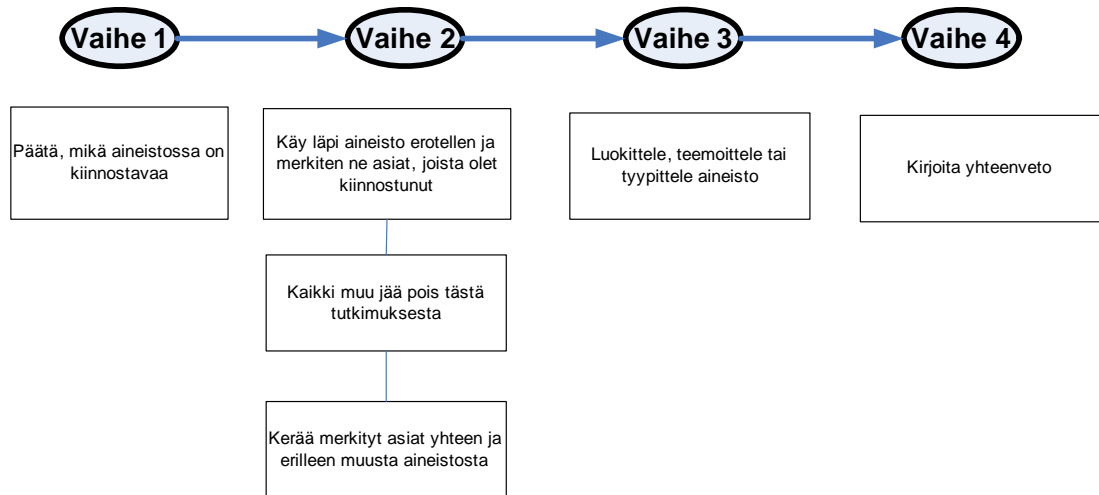 Vaihe 1
Vaihe 2
Vaihe 3
Vaihe 4
Päätä, mikä aineistossa on
kiinnostavaa
Käy läpi aineisto erotellen ja
merkiten ne asiat, joista olet
kiinnostunut
Kaikki muu jää pois tästä
tutkimuksesta
Kerää merkityt asiat yhteen ja
erilleen muusta aineistosta
Luokittele, teemoittele tai
tyypittele aineisto
Kirjoita yhteenveto